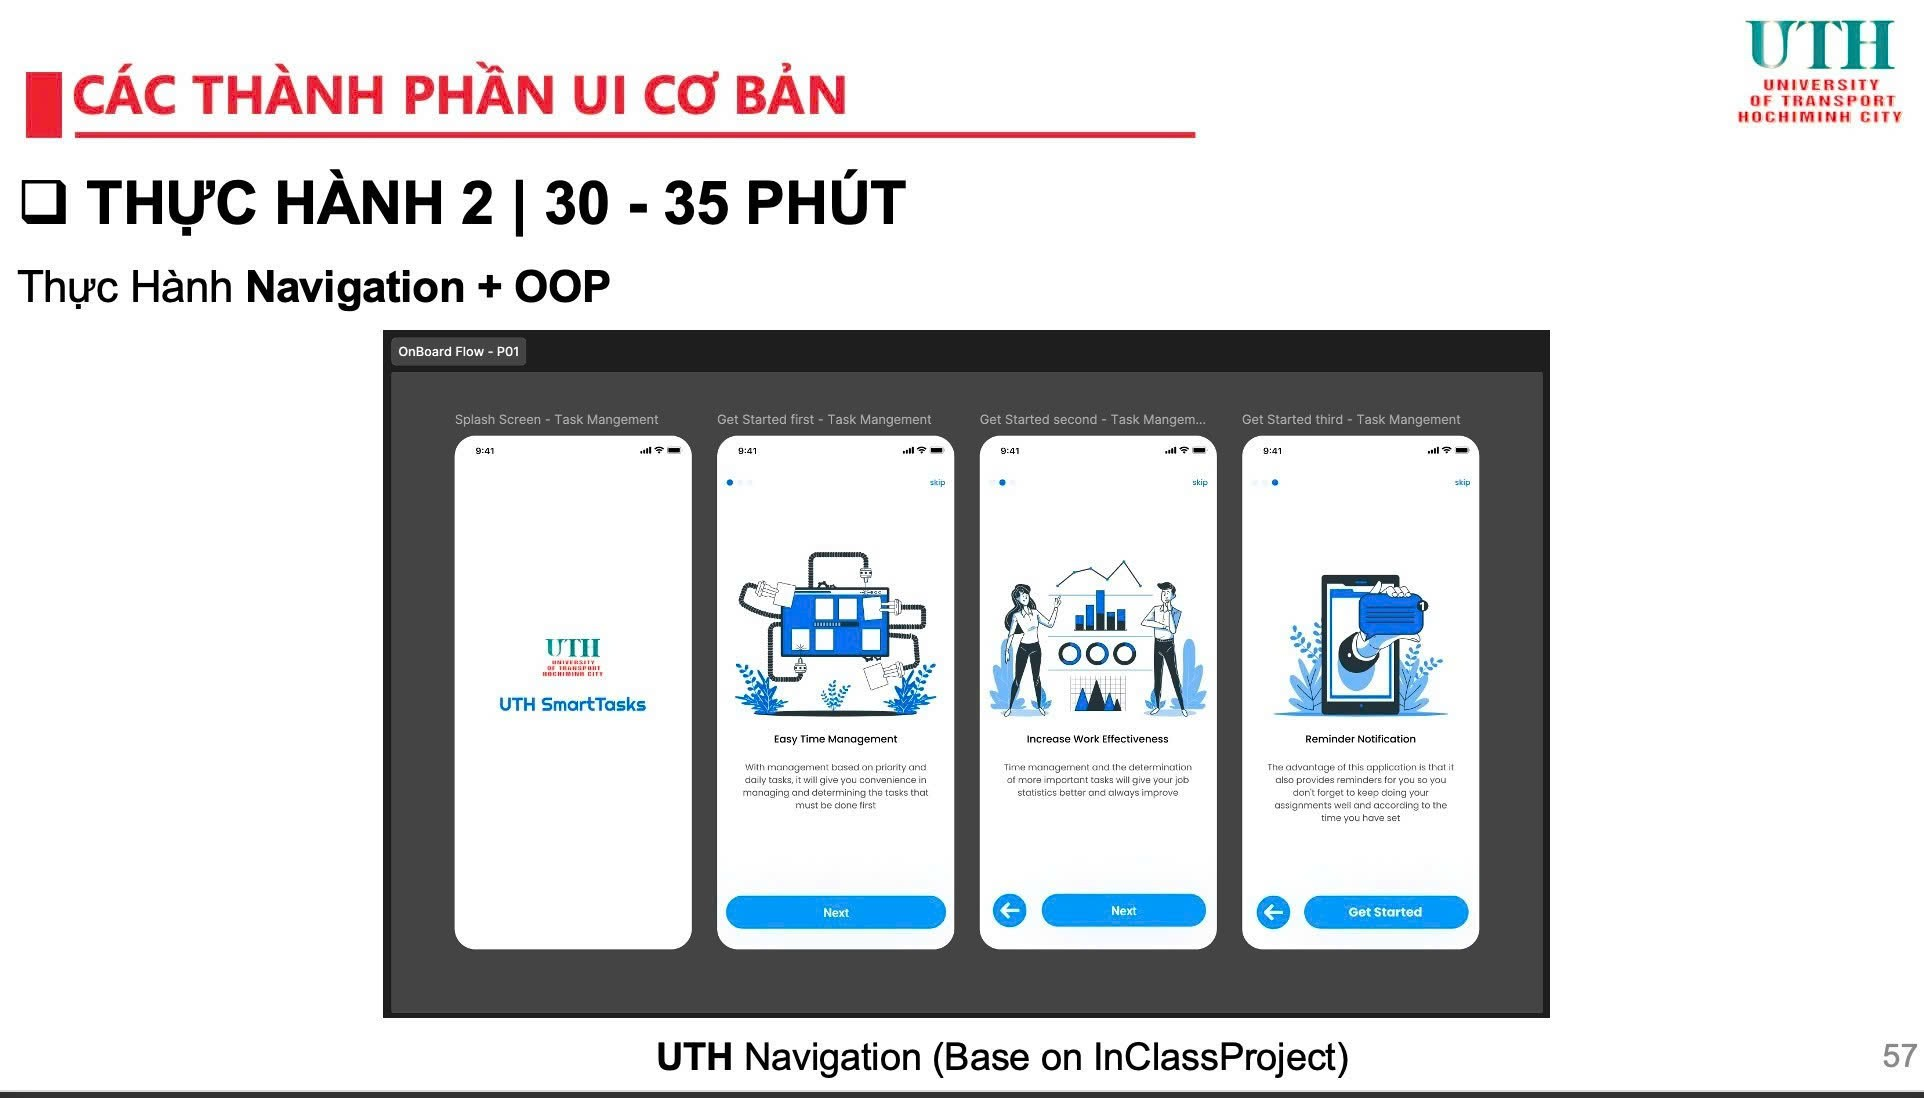 UTH
UNIVERSITY
OF TRANSPORT
HOCHIMINH CITY
CÁC THÀNH PHẦN UI CƠ BẢN
THỰC HÀNH 2 | 30 - 35 PHÚT
Thực Hành Navigation + OOP
OnBoard Flow - P01
Splash Screen - Task Mangement
9:41
UTH
UNIVERSITY
OF TRANSPORT
HOCHIMINH CITY
UTH SmartTasks
Get Started first - Task Mangement
9:41
skip
Easy Time Management
With management based on priority and
daily tasks, it will give you convenience in
managing and determining the tasks that
must be done first
Next
Get Started second - Task Mangem...
9:41
skip
Increase Work Effectiveness
Time management and the determination
of more important tasks will give your job
statistics better and always improve
Next
Get Started third - Task Mangement
9:41
skip
1
Reminder Notification
The advantage of this application is that it
also provides reminders for you so you
don't forget to keep doing your
assignments well and according to the
time you have set
Get Started
UTH Navigation (Base on InClassProject)
57